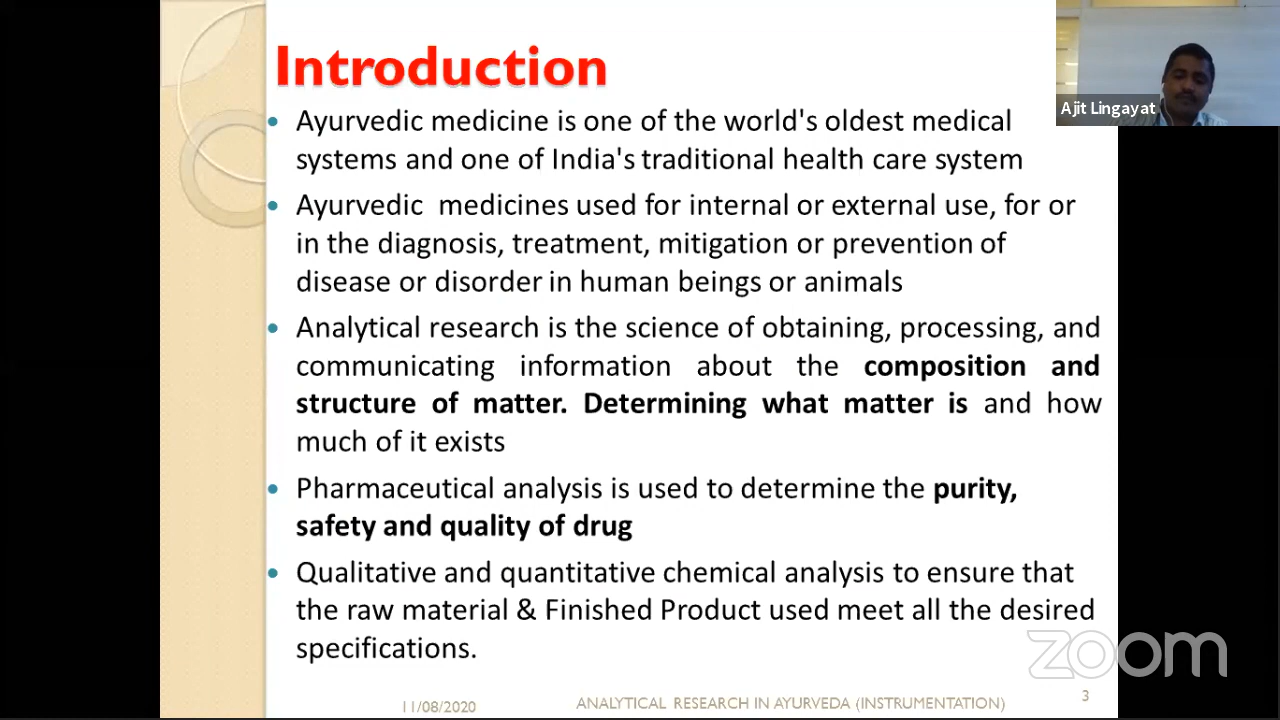 Introduction
Ajit Lingayat
• Ayurvedic medicine is one of the world's oldest medical
systems and one of India's traditional health care system
• Ayurvedic  medicines used for internal or external use, for or
in the diagnosis, treatment, mitigation or prevention of
disease or disorder in human beings or animals
• Analytical research is the science of obtaining, processing, and
communicating information about the composition and
structure of matter. Determining what matter is and how
much of it exists
• Pharmaceutical analysis is used to determine the purity,
safety and quality of drug
• Qualitative and quantitative chemical analysis to ensure that
the raw material & Finished Product used meet all the desired
specifications.
zoom
11/08/2020
ANALYTICAL RESEARCH IN AYURVEDA (INSTRUMENTATION)
3